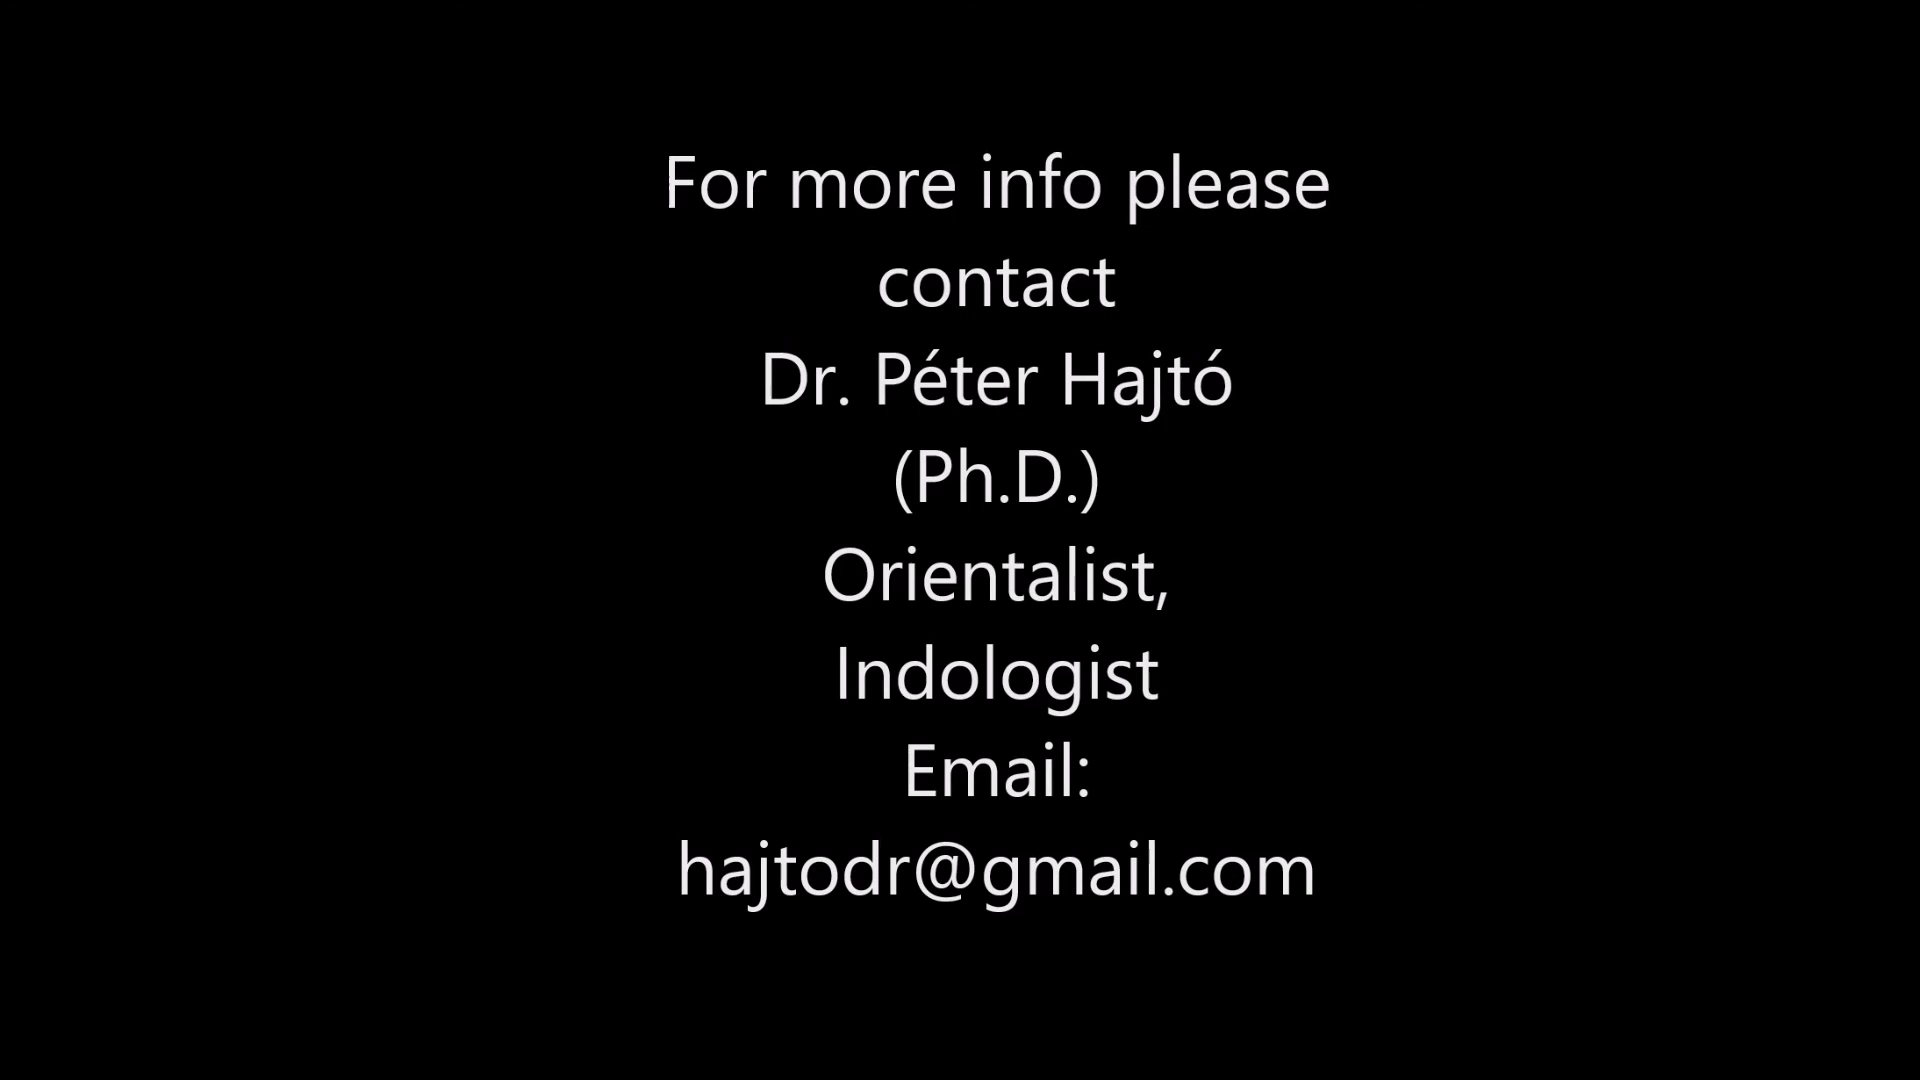 For more info please
contact
Dr. Péter Hajtó
(Ph.D.)
Orientalist,
Indologist
Email:
hajtodr@gmail.com